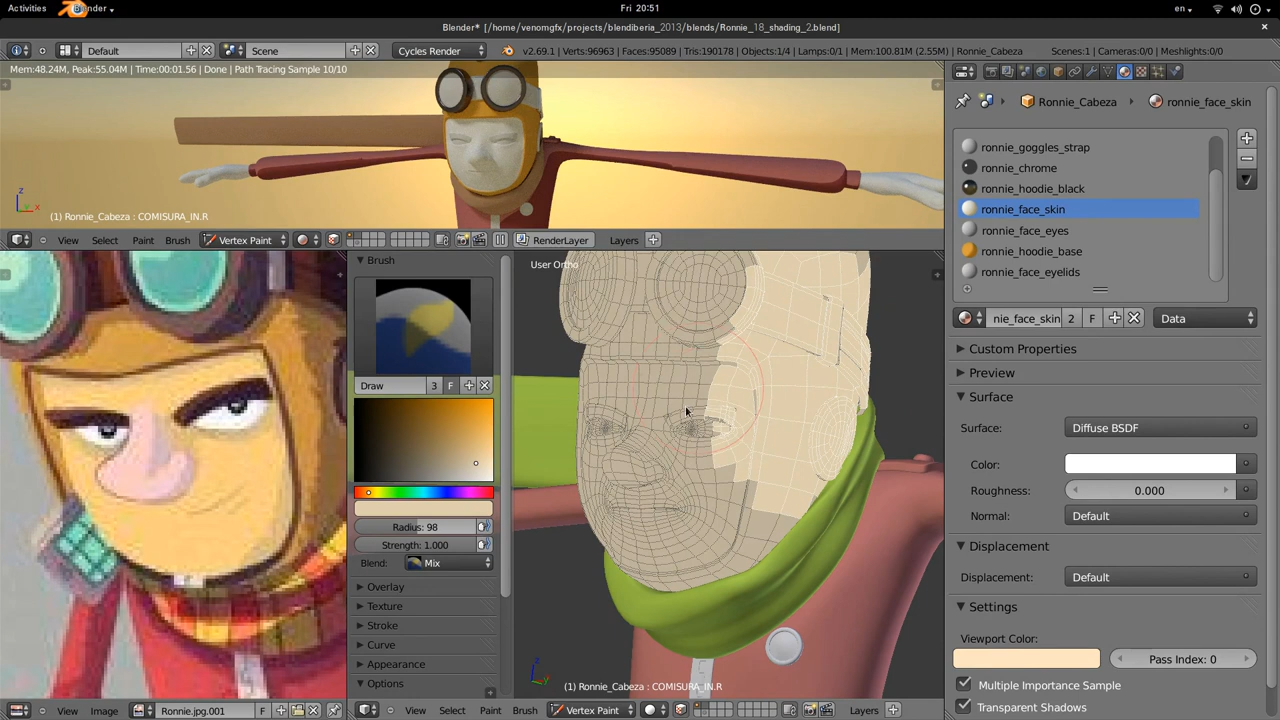 Activities Blender Fri 20:51 en
Blender* [/home/venomgfx/projects/blendiberia_2013/blends/Ronnie_18_shading_2.blend]
Default Scene Cycles Render v2.69.1 | Verts:96963 | Faces:95089 | Tris:190178 | Objects:1/4 | Lamps:0/1 | Mem:100.81M (2.55M) | Ronnie_Cabeza Scenes:1 | Cameras:0/0 | Meshlights:0/0
Mem:48.24M, Peak:55.04M | Time:00:01.56 | Done | Path Tracing Sample 10/10
z
x
(1) Ronnie_Cabeza : COMISURA_IN.R
View Select Paint Brush Vertex Paint RenderLayer Layers
Ronnie_Cabeza ronnie_face_skin
ronnie_goggles_strap
ronnie_chrome
ronnie_hoodie_black
ronnie_face_skin
ronnie_face_eyes
ronnie_hoodie_base
ronnie_face_eyelids
nie_face_skin 2 F Data
Custom Properties
Preview
Surface
Surface: Diffuse BSDF
Color:
Roughness: 0.000
Normal: Default
Displacement
Displacement: Default
Settings
Viewport Color:
Pass Index: 0
Multiple Importance Sample
Transparent Shadows
Brush
Draw 3 F
Radius: 98
Strength: 1.000
Blend: Mix
Overlay
Texture
Stroke
Curve
Appearance
Options
User Ortho
z
y
(1) Ronnie_Cabeza : COMISURA_IN.R
View Image Ronnie.jpg.001 F
View Select Paint Brush Vertex Paint Layers